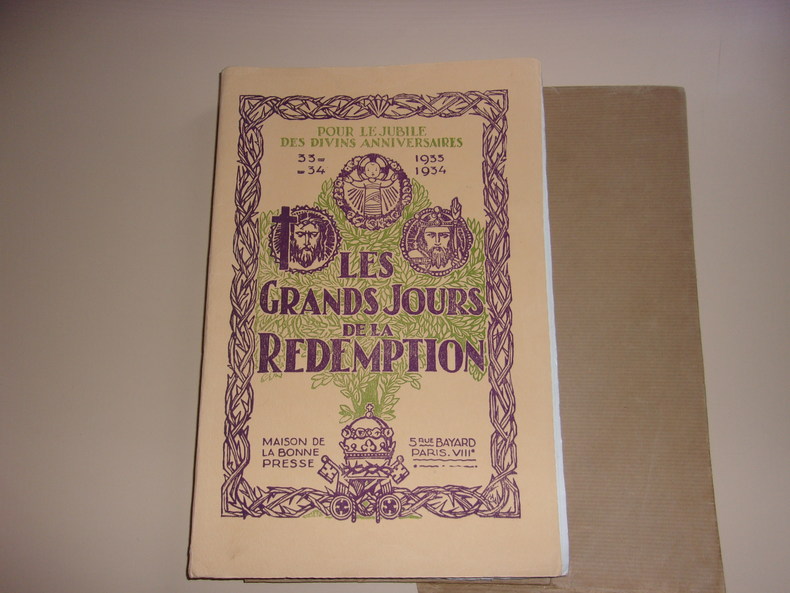 POUR LE JUBILE
DES DIVINS ANNIVERSAIRES
33= 1933
=34 1934
LES
GRANDS JOURS
DE LA
REDEMPTION
MAISON DE
LA BONNE
PRESSE
5 RUE BAYARD
PARIS.VIIIe